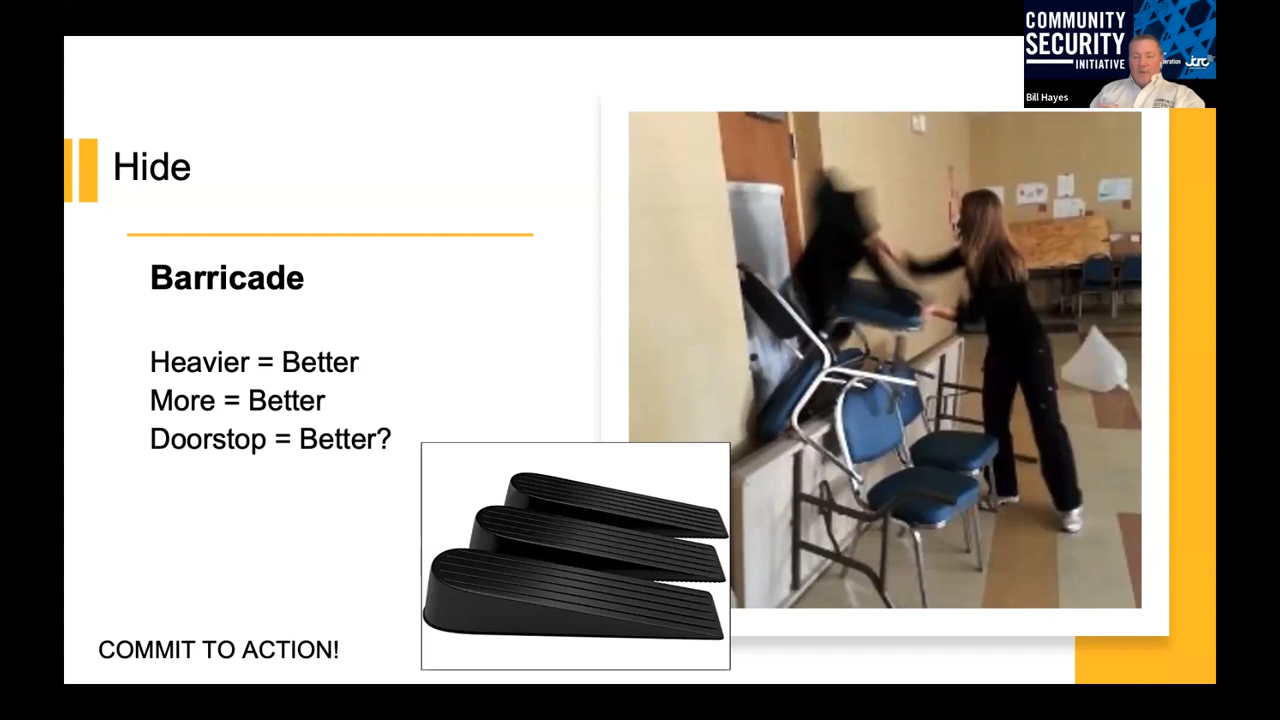 COMMUNITY
SECURITY
INITIATIVE
Bill Hayes
Hide
Barricade
Heavier = Better
More = Better
Doorstop = Better?
COMMIT TO ACTION!